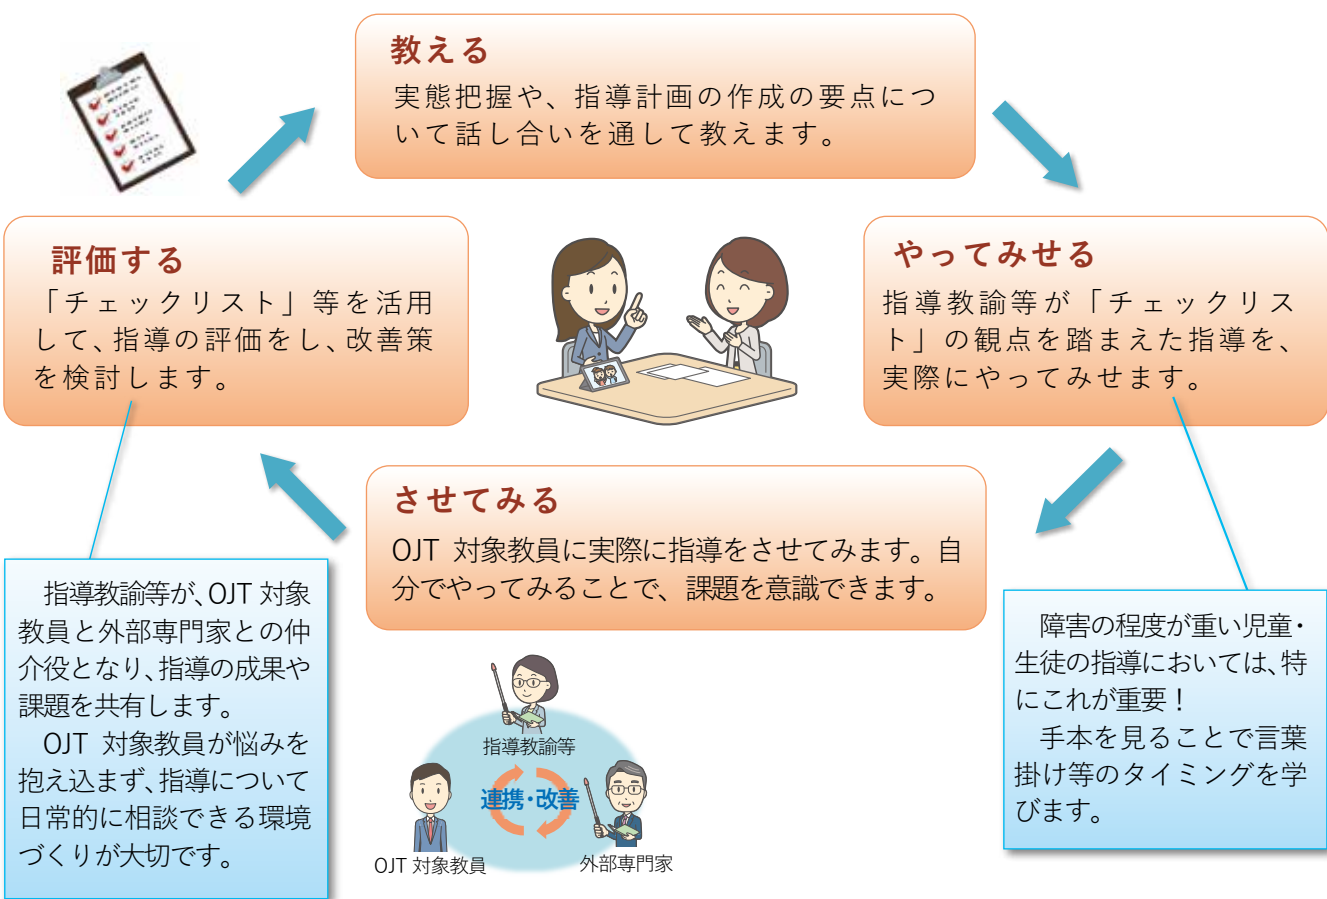 教える
実態把握や、指導計画の作成の要点につ
いて話し合いを通して教えます。
やってみせる
指導教諭等が「チェックリス
ト」の観点を踏まえた指導を、
実際にやってみせます。
障害の程度が重い児童・
生徒の指導においては、特
にこれが重要！
手本を見ることで言葉
掛け等のタイミングを学
びます。
させてみる
OJT 対象教員に実際に指導をさせてみます。自
分でやってみることで、課題を意識できます。
評価する
「チェックリスト」等を活用
して、指導の評価をし、改善策
を検討します。
指導教諭等が、OJT 対象
教員と外部専門家との仲
介役となり、指導の成果や
課題を共有します。
OJT 対象教員が悩みを
抱え込まず、指導について
日常的に相談できる環境
づくりが大切です。
指導教諭等
連携・改善
OJT 対象教員
外部専門家